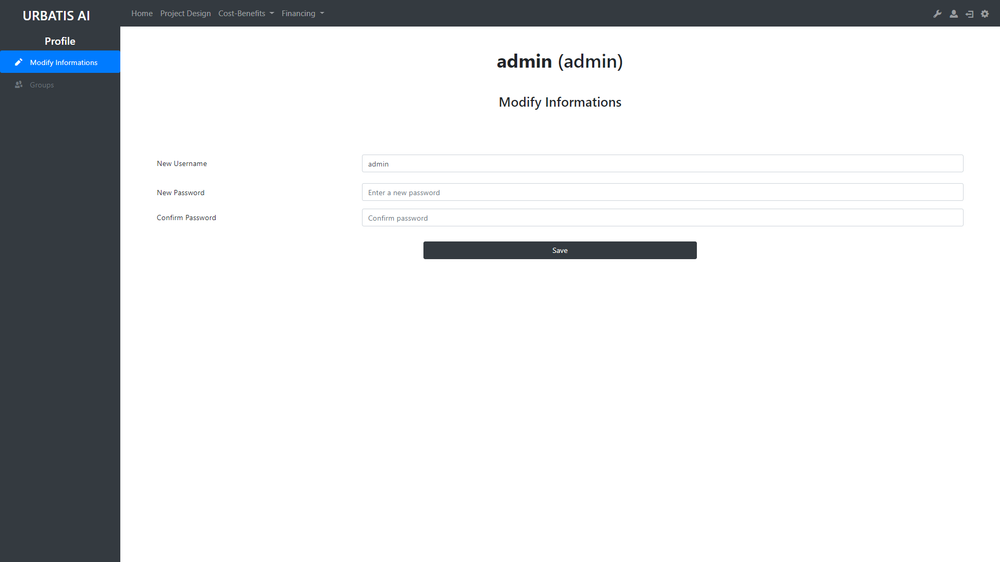 URBATIS AI
Home Project Design Cost-Benefits Financing
Profile
Modify Informations
Groups
admin (admin)
Modify Informations
New Username admin
New Password Enter a new password
Confirm Password Confirm password
Save